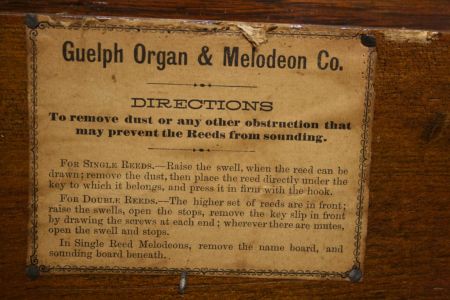 Guelph Organ & Melodeon Co.
DIRECTIONS
To remove dust or any other obstruction that
may prevent the Reeds from sounding.
For Single Reeds.—Raise the swell, when the reed can be
drawn; remove the dust, then place the reed directly under the
key to which it belongs, and press it in firm with the hook.
For Double Reeds.—The higher set of reeds are in front;
raise the swells, open the stops, remove the key slip in front
by drawing the screws at each end; wherever there are mutes,
open the swell and stops.
In Single Reed Melodeons, remove the name board, and
sounding board beneath.